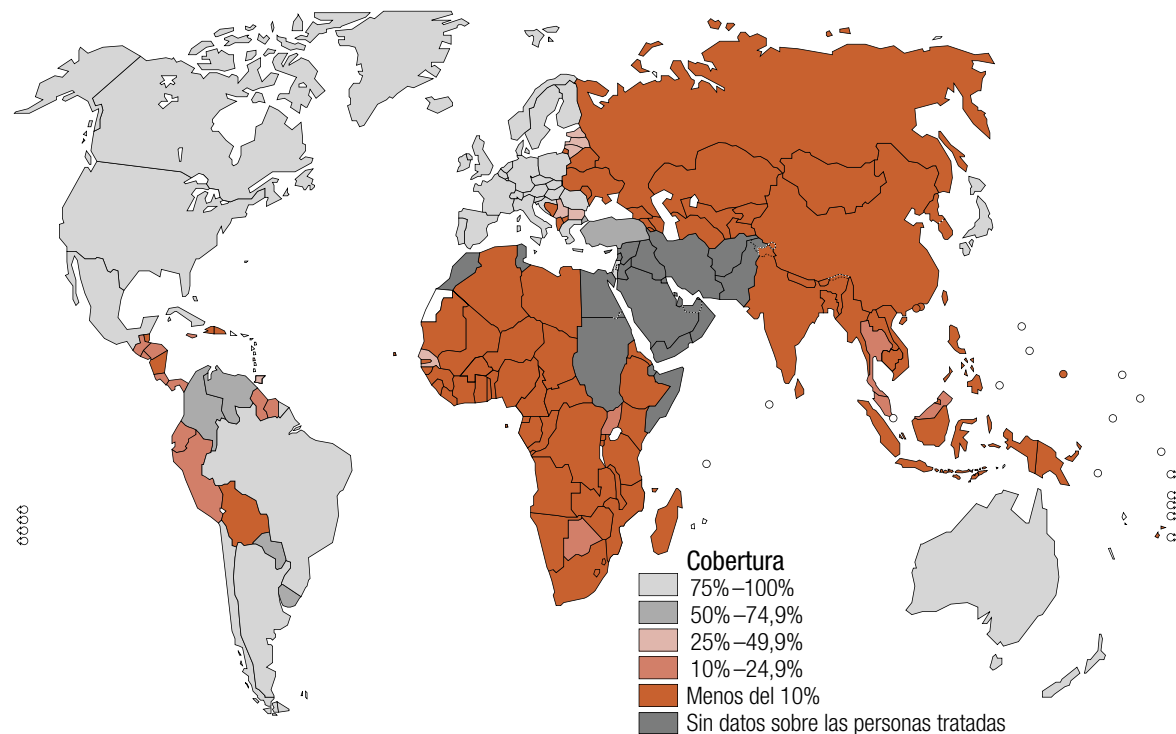 Cobertura
75%–100%
50%–74,9%
25%–49,9%
10%–24,9%
Menos del 10%
Sin datos sobre las personas tratadas